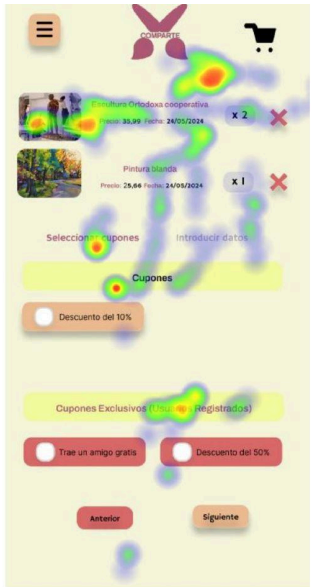 COMPARTE
Escultura Ortodoxa cooperativa
Precio: 35,99 Fecha: 24/05/2024
x 2
Pintura blanda
Precio: 25,66 Fecha: 24/05/2024
x 1
Seleccionar cupones
Introducir datos
Cupones
Descuento del 10%
Cupones Exclusivos (Usuarios Registrados)
Trae un amigo gratis
Descuento del 50%
Anterior
Siguiente